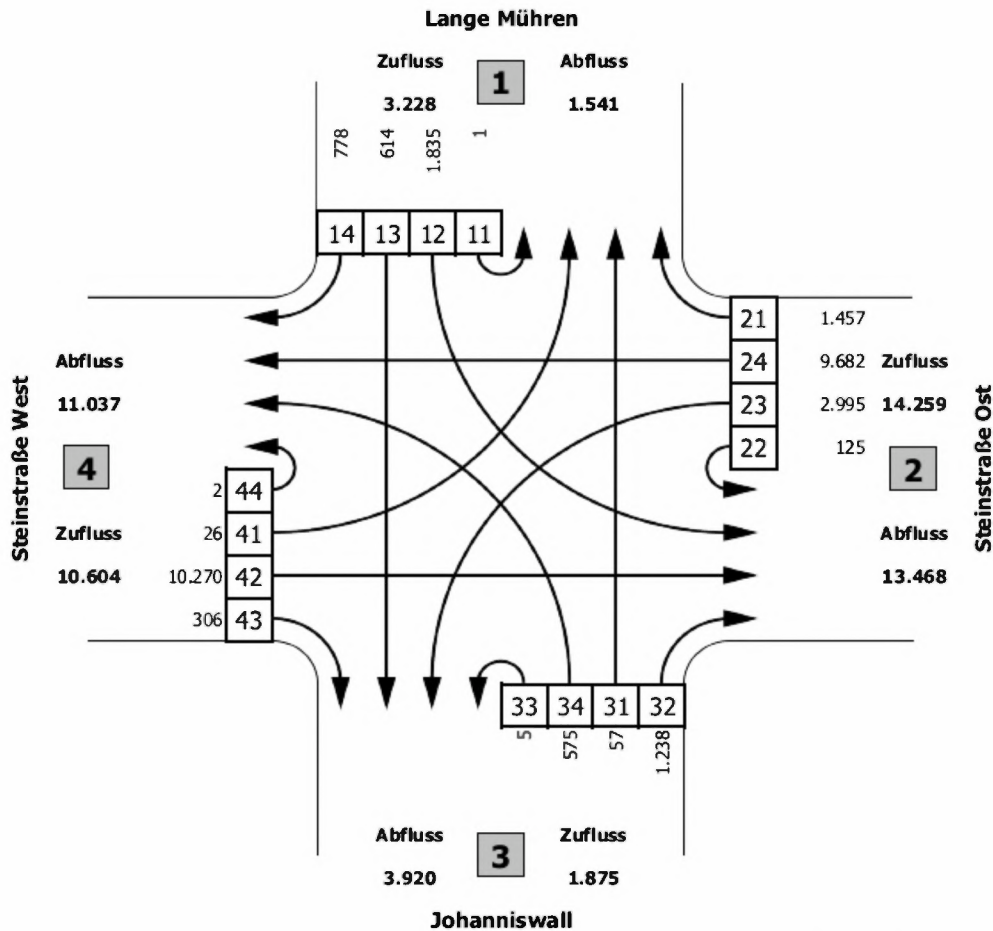 Lange Mühren
Zufluss 1 Abfluss
3.228 1.541
778 614 1.835 1
14 13 12 11
21 1.457
24 9.682 Zufluss
23 2.995 14.259
22 125
Steinstraße Ost
2
Abfluss
13.468
Steinstraße West
Abfluss
11.037
4
Zufluss
10.604
2 44
26 41
10.270 42
306 43
33 34 31 32
5 575 57 1.238
Abfluss 3 Zufluss
3.920 1.875
Johanniswall